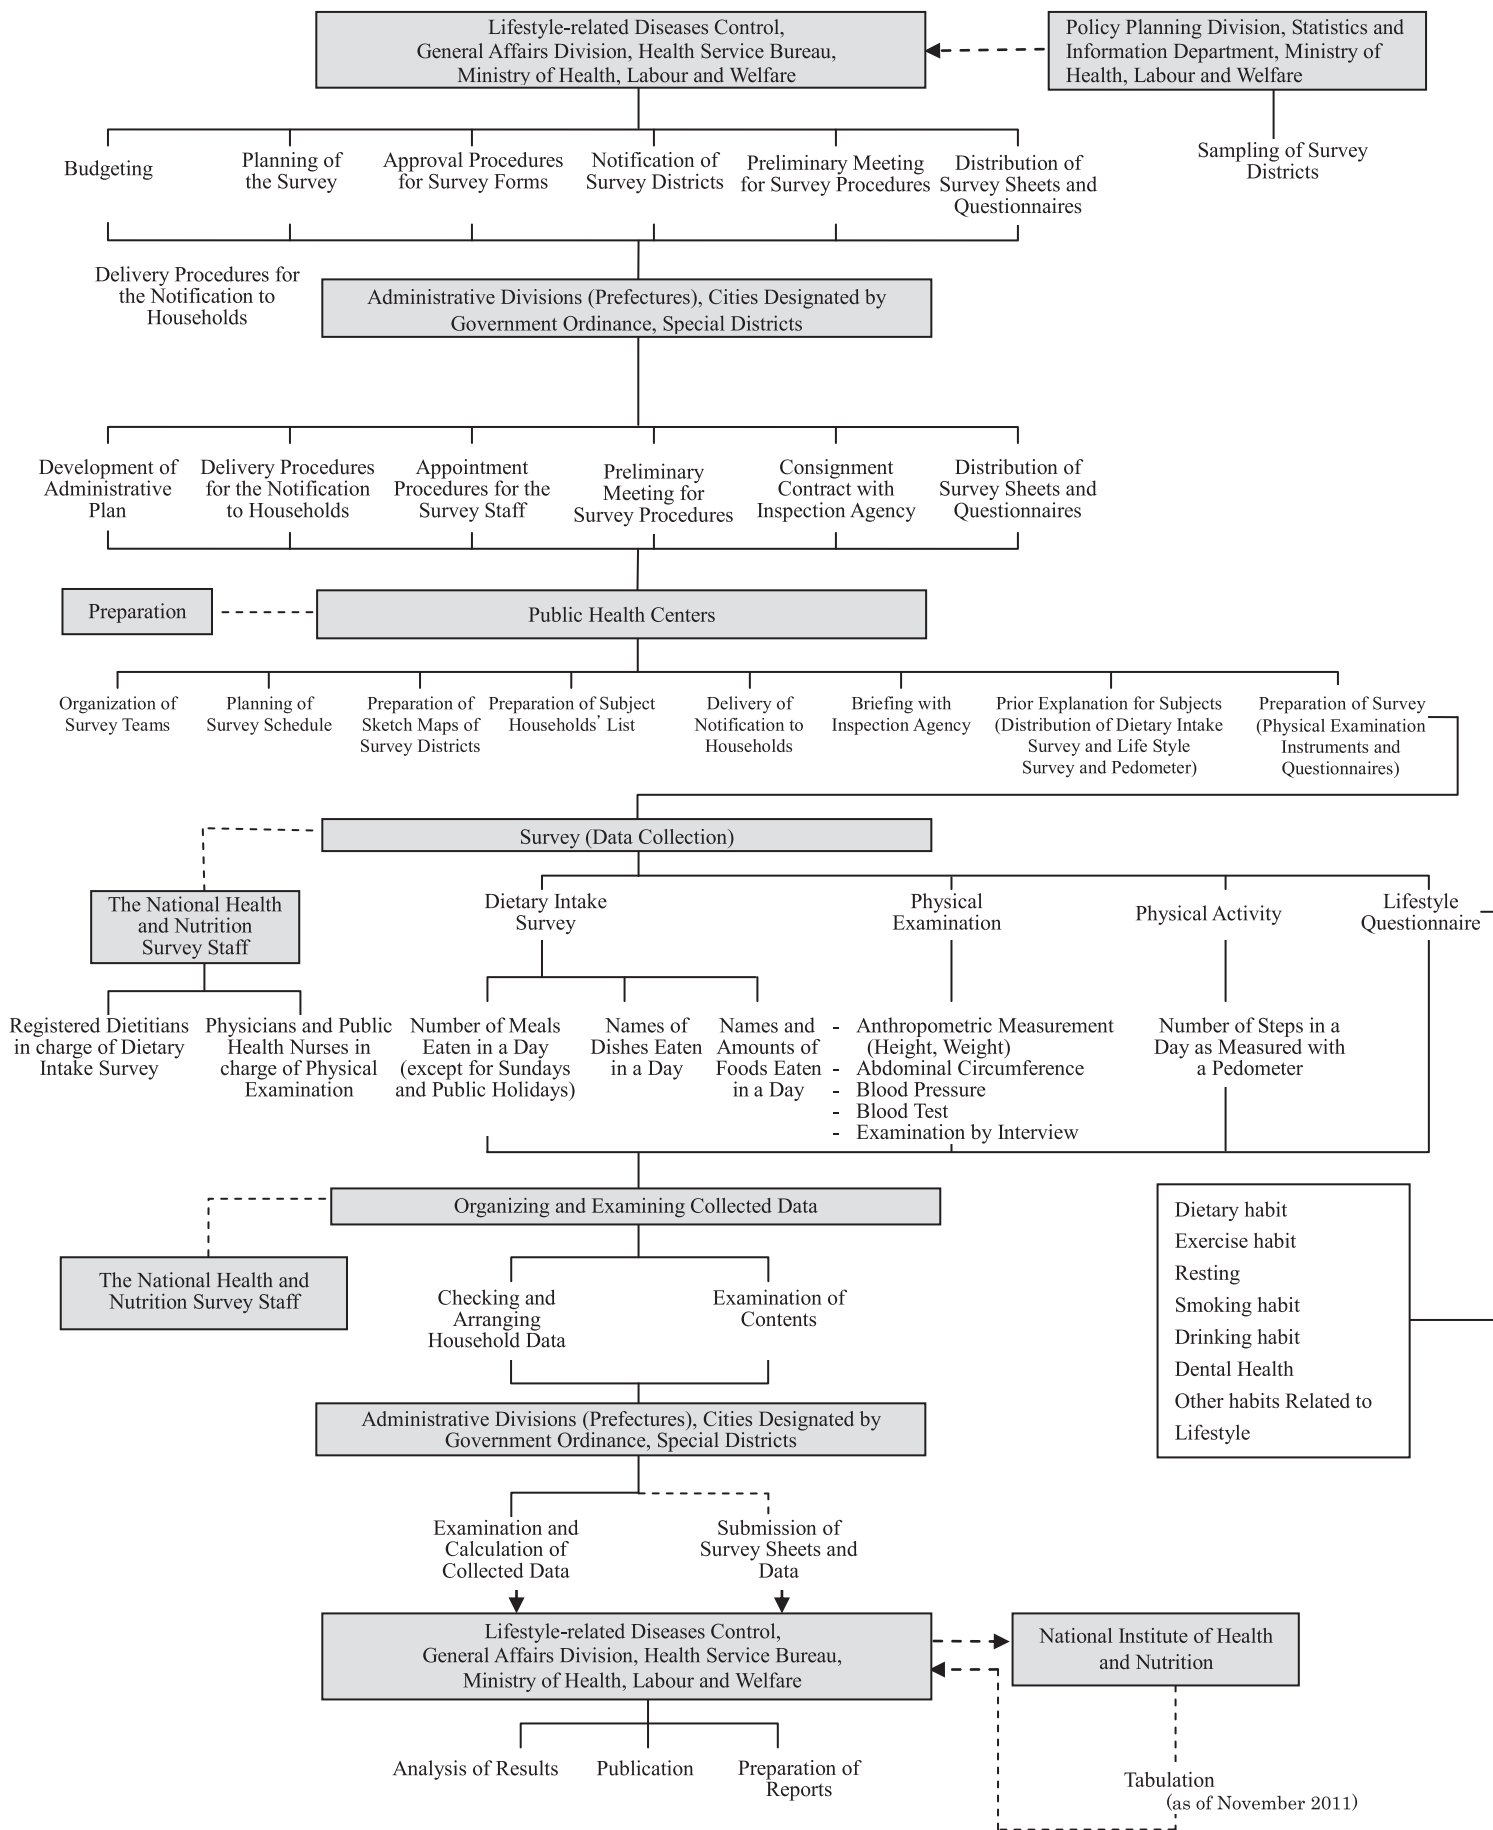 Lifestyle-related Diseases Control,
General Affairs Division, Health Service Bureau,
Ministry of Health, Labour and Welfare
Policy Planning Division, Statistics and
Information Department, Ministry of
Health, Labour and Welfare
Sampling of Survey
Districts
Budgeting
Planning of
the Survey
Approval Procedures
for Survey Forms
Notification of
Survey Districts
Preliminary Meeting
for Survey Procedures
Distribution of
Survey Sheets and
Questionnaires
Delivery Procedures for
the Notification to
Households
Administrative Divisions (Prefectures), Cities Designated by
Government Ordinance, Special Districts
Development of
Administrative
Plan
Delivery Procedures
for the Notification
to Households
Appointment
Procedures for the
Survey Staff
Preliminary
Meeting for
Survey Procedures
Consignment
Contract with
Inspection Agency
Distribution of
Survey Sheets and
Questionnaires
Preparation
Public Health Centers
Organization of
Survey Teams
Planning of
Survey Schedule
Preparation of
Sketch Maps of
Survey Districts
Preparation of Subject
Households' List
Delivery of
Notification to
Households
Briefing with
Inspection Agency
Prior Explanation for Subjects
(Distribution of Dietary Intake
Survey and Life Style
Survey and Pedometer)
Preparation of Survey
(Physical Examination
Instruments and
Questionnaires)
Survey (Data Collection)
The National Health
and Nutrition
Survey Staff
Registered Dietitians
in charge of Dietary
Intake Survey
Physicians and Public
Health Nurses in
charge of Physical
Examination
Dietary Intake
Survey
Physical
Examination
Physical Activity
Lifestyle
Questionnaire
Number of Meals
Eaten in a Day
(except for Sundays
and Public Holidays)
Names of
Dishes Eaten
in a Day
Names and
Amounts of
Foods Eaten
in a Day
- Anthropometric Measurement
(Height, Weight)
- Abdominal Circumference
- Blood Pressure
- Blood Test
- Examination by Interview
Number of Steps in a
Day as Measured with
a Pedometer
Organizing and Examining Collected Data
The National Health and
Nutrition Survey Staff
Checking and
Arranging
Household Data
Examination of
Contents
Dietary habit
Exercise habit
Resting
Smoking habit
Drinking habit
Dental Health
Other habits Related to
Lifestyle
Administrative Divisions (Prefectures), Cities Designated by
Government Ordinance, Special Districts
Examination and
Calculation of
Collected Data
Submission of
Survey Sheets and
Data
Lifestyle-related Diseases Control,
General Affairs Division, Health Service Bureau,
Ministry of Health, Labour and Welfare
National Institute of Health
and Nutrition
Analysis of Results
Publication
Preparation of
Reports
Tabulation
(as of November 2011)